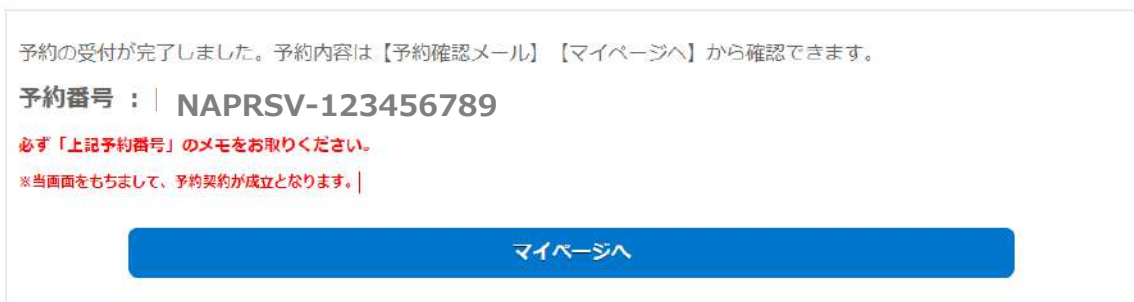 予約の受付が完了しました。予約内容は【予約確認メール】【マイページへ】から確認できます。
予約番号 : NAPRSV-123456789
必ず「上記予約番号」のメモをお取りください。
※当画面をもちまして、予約契約が成立となります。
マイページへ